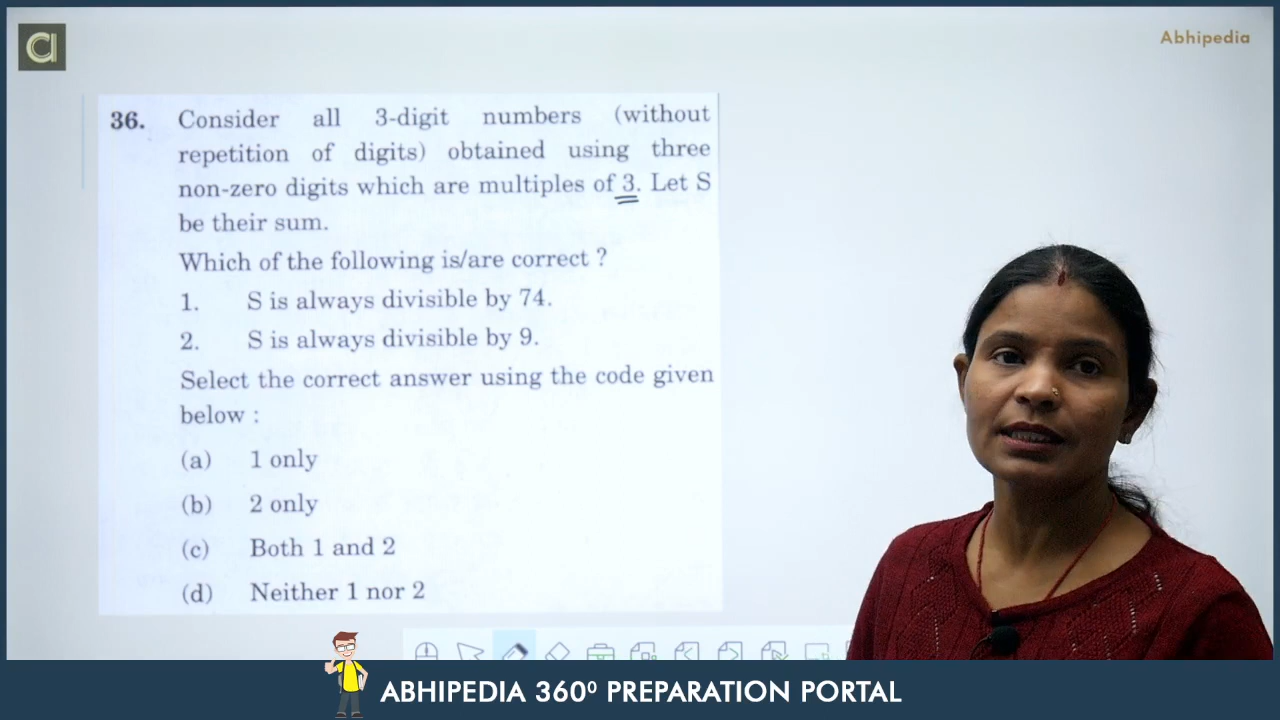 Abhipedia
36. Consider all 3-digit numbers (without
repetition of digits) obtained using three
non-zero digits which are multiples of 3. Let S
be their sum.
Which of the following is/are correct ?
1. S is always divisible by 74.
2. S is always divisible by 9.
Select the correct answer using the code given
below :
(a) 1 only
(b) 2 only
(c) Both 1 and 2
(d) Neither 1 nor 2
ABHIPEDIA 360⁰ PREPARATION PORTAL